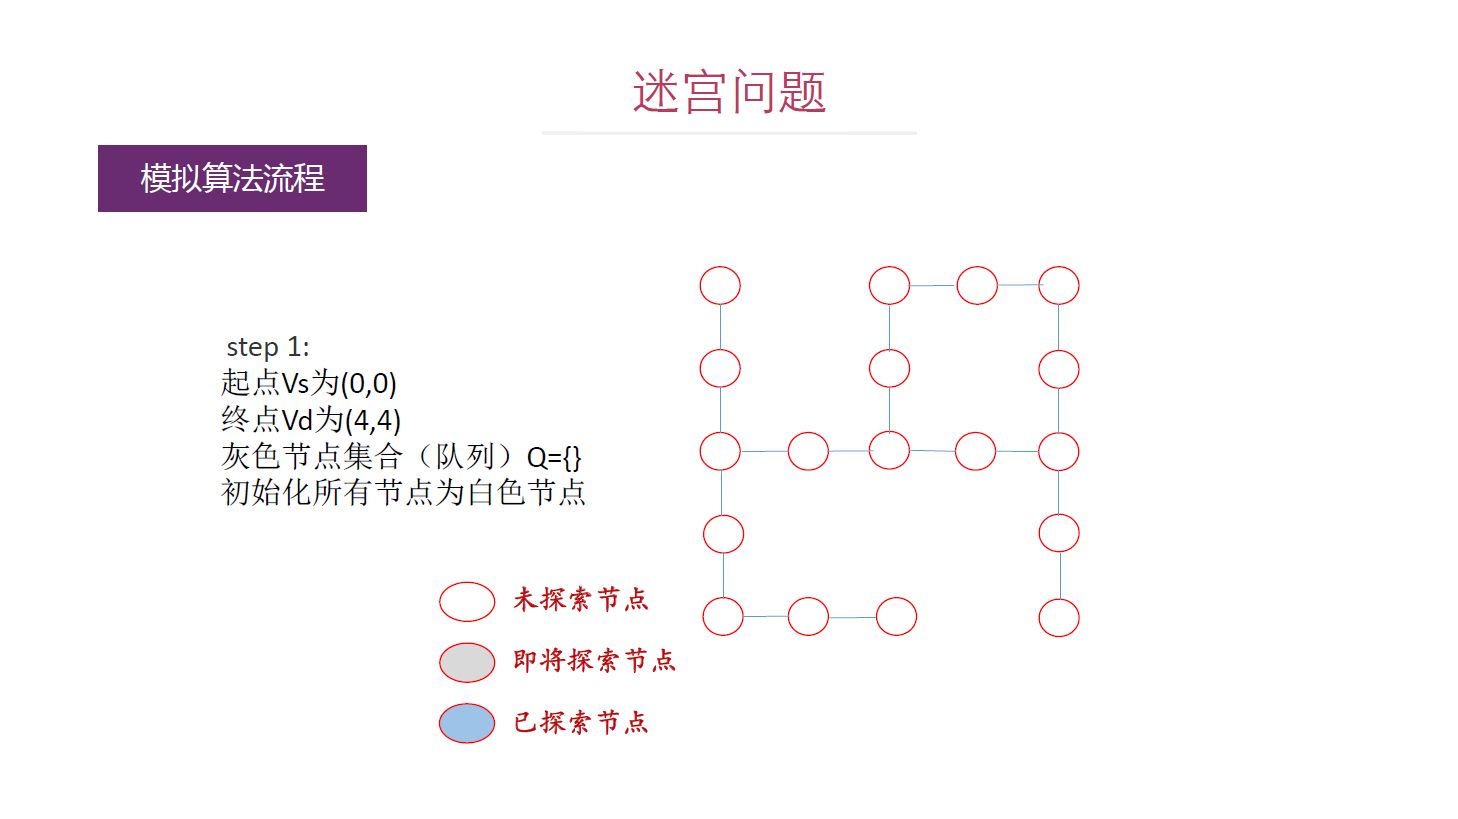 迷宫问题
模拟算法流程
step 1:
起点Vs为(0,0)
终点Vd为(4,4)
灰色节点集合（队列）Q={}
初始化所有节点为白色节点
未探索节点
即将探索节点
已探索节点